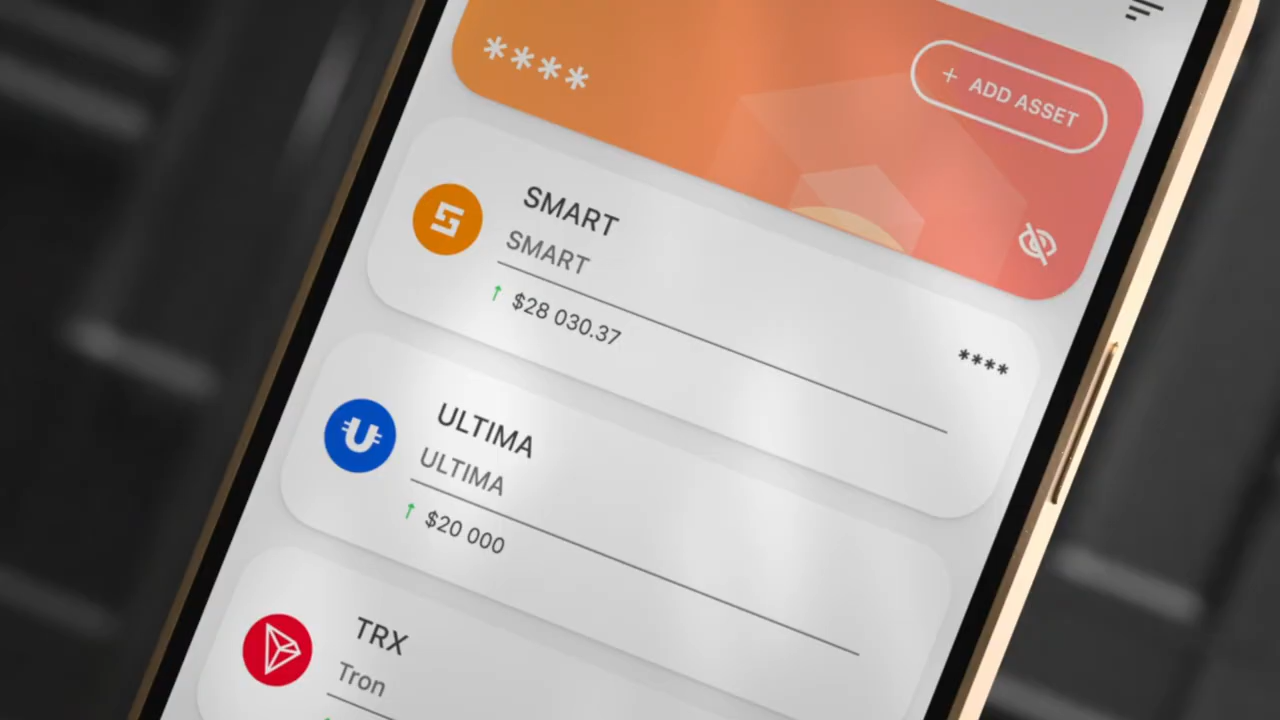 ****
+ ADD ASSET
SMART
SMART
↑ $28 030.37
****
ULTIMA
ULTIMA
↑ $20 000
TRX
Tron